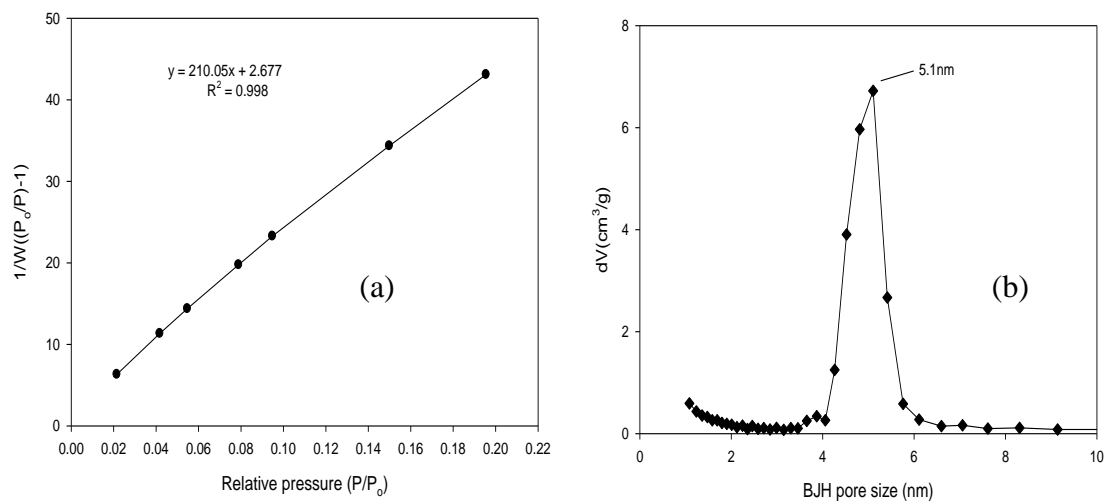 50
40
30
20
10
0
0.00 0.02 0.04 0.06 0.08 0.10 0.12 0.14 0.16 0.18 0.20 0.22
1/W((Po/P)-1)
Relative pressure (P/Po)
y = 210.05x + 2.677
R² = 0.998
(a)
8
6
4
2
0
0 2 4 6 8 10
dV(cm³/g)
BJH pore size (nm)
5.1nm
(b)